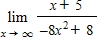 lim x → ∞ (x + 5) / (−8x² + 8)